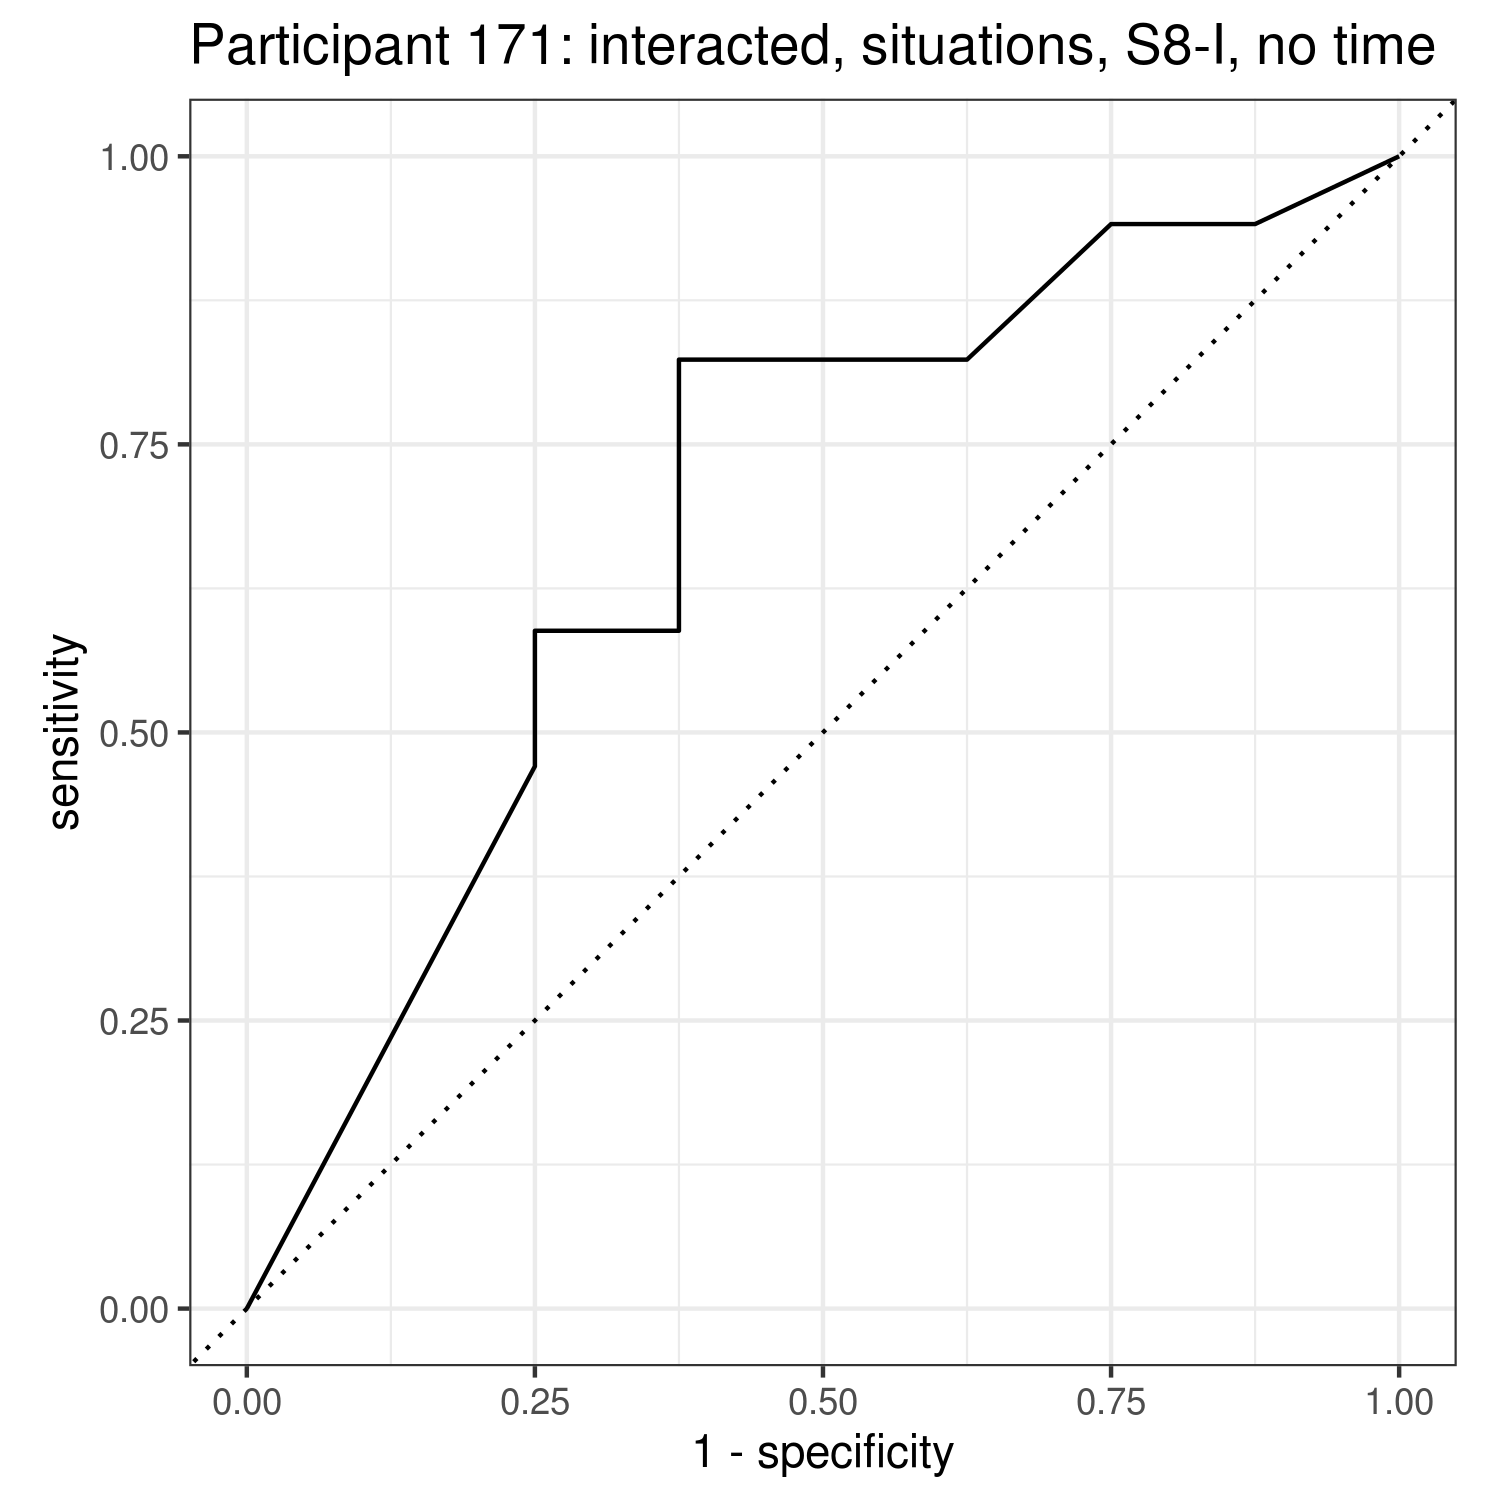 Participant 171: interacted, situations, S8-I, no time
1.00
0.75
0.50
0.25
0.00
sensitivity
0.00 0.25 0.50 0.75 1.00
1 - specificity